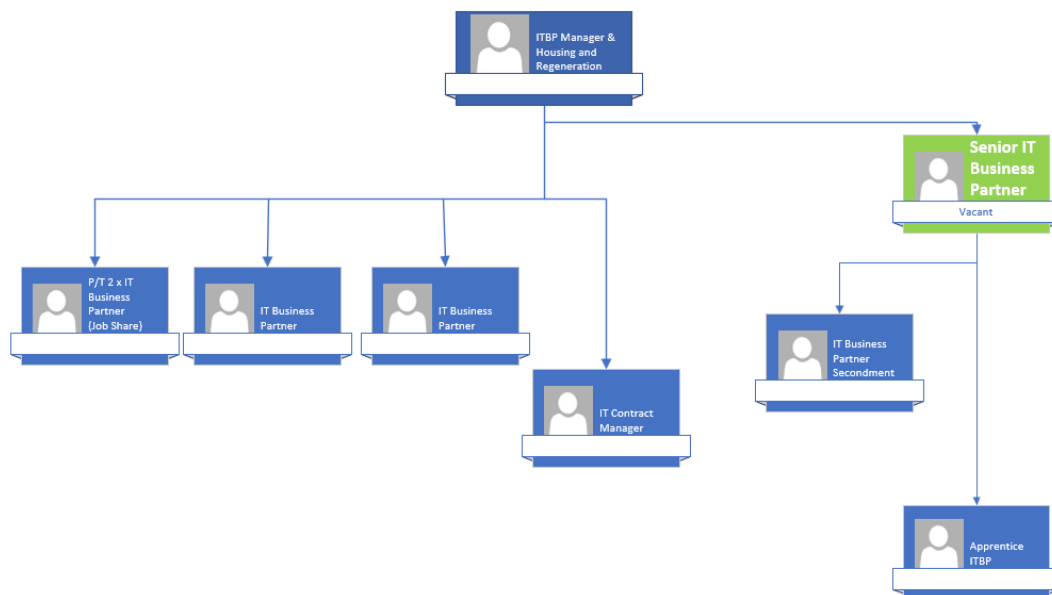 ITBP Manager &
Housing and
Regeneration
Senior IT
Business
Partner
Vacant
P/T 2 x IT
Business
Partner
(Job Share)
IT Business
Partner
IT Business
Partner
IT Business
Partner
Secondment
IT Contract
Manager
Apprentice
ITBP